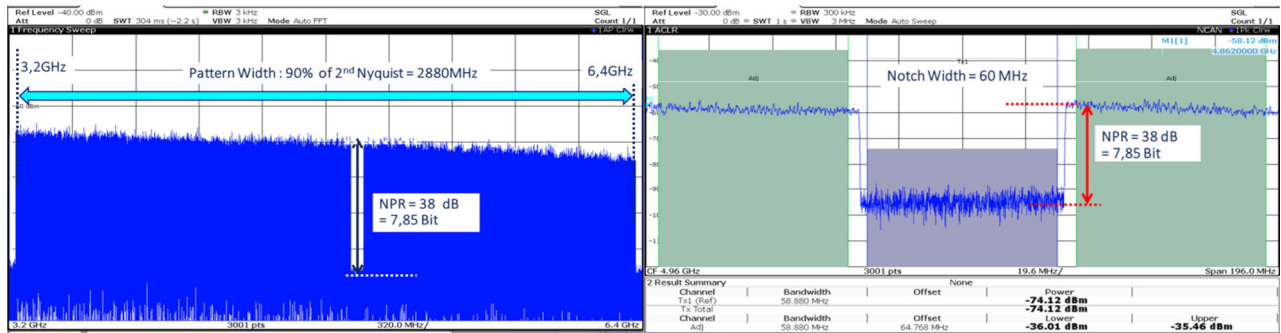 Ref Level -40.00 dBm RBW 3 kHz SGL
Att 0 dB SWT 304 ms (~2.2 s) VBW 3 kHz Mode Auto FFT Count 1/1
1 Frequency Sweep 1AP Clrw
3,2GHz Pattern Width : 90% of 2nd Nyquist = 2880MHz 6,4GHz
NPR = 38 dB
= 7,85 Bit
3.2 GHz 3001 pts 320.0 MHz/ 6.4 GHz
Ref Level -30.00 dBm RBW 300 kHz SGL
Att 0 dB SWT 1 s VBW 3 MHz Mode Auto Sweep Count 1/1
1 ACLR NCAN 1Pk Clrw
M1[1] -58.12 dBm
4.8620000 GHz
Tx1
Adj Notch Width = 60 MHz Adj
NPR = 38 dB
= 7,85 Bit
CF 4.96 GHz 3001 pts 19.6 MHz/ Span 196.0 MHz
2 Result Summary None
Channel Bandwidth Offset Power
Tx1 (Ref) 58.880 MHz -74.12 dBm
Tx Total -74.12 dBm
Channel Bandwidth Offset Lower Upper
Adj 58.880 MHz 64.768 MHz -36.01 dBm -35.46 dBm